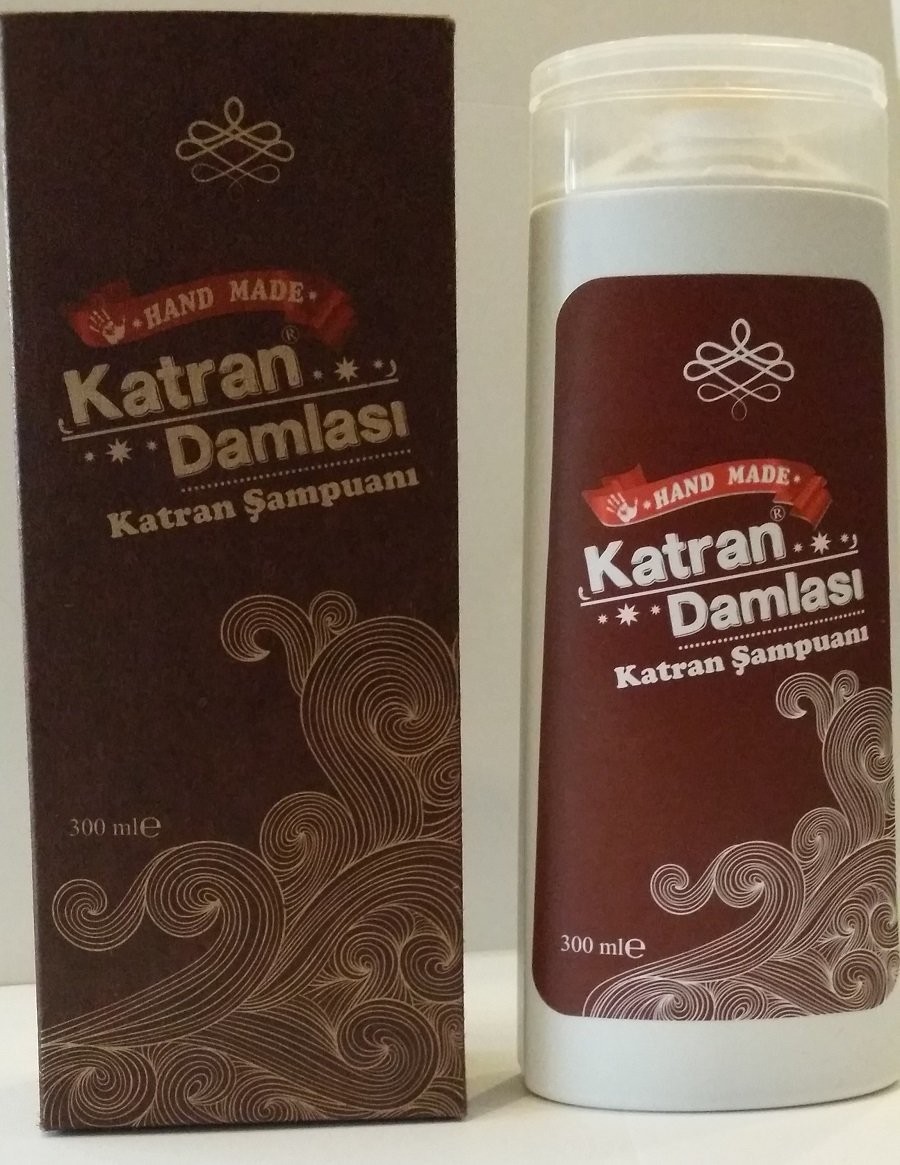 HAND MADE
Katran®
Damlası
Katran Şampuanı
300 ml℮
HAND MADE
Katran®
Damlası
Katran Şampuanı
300 ml℮